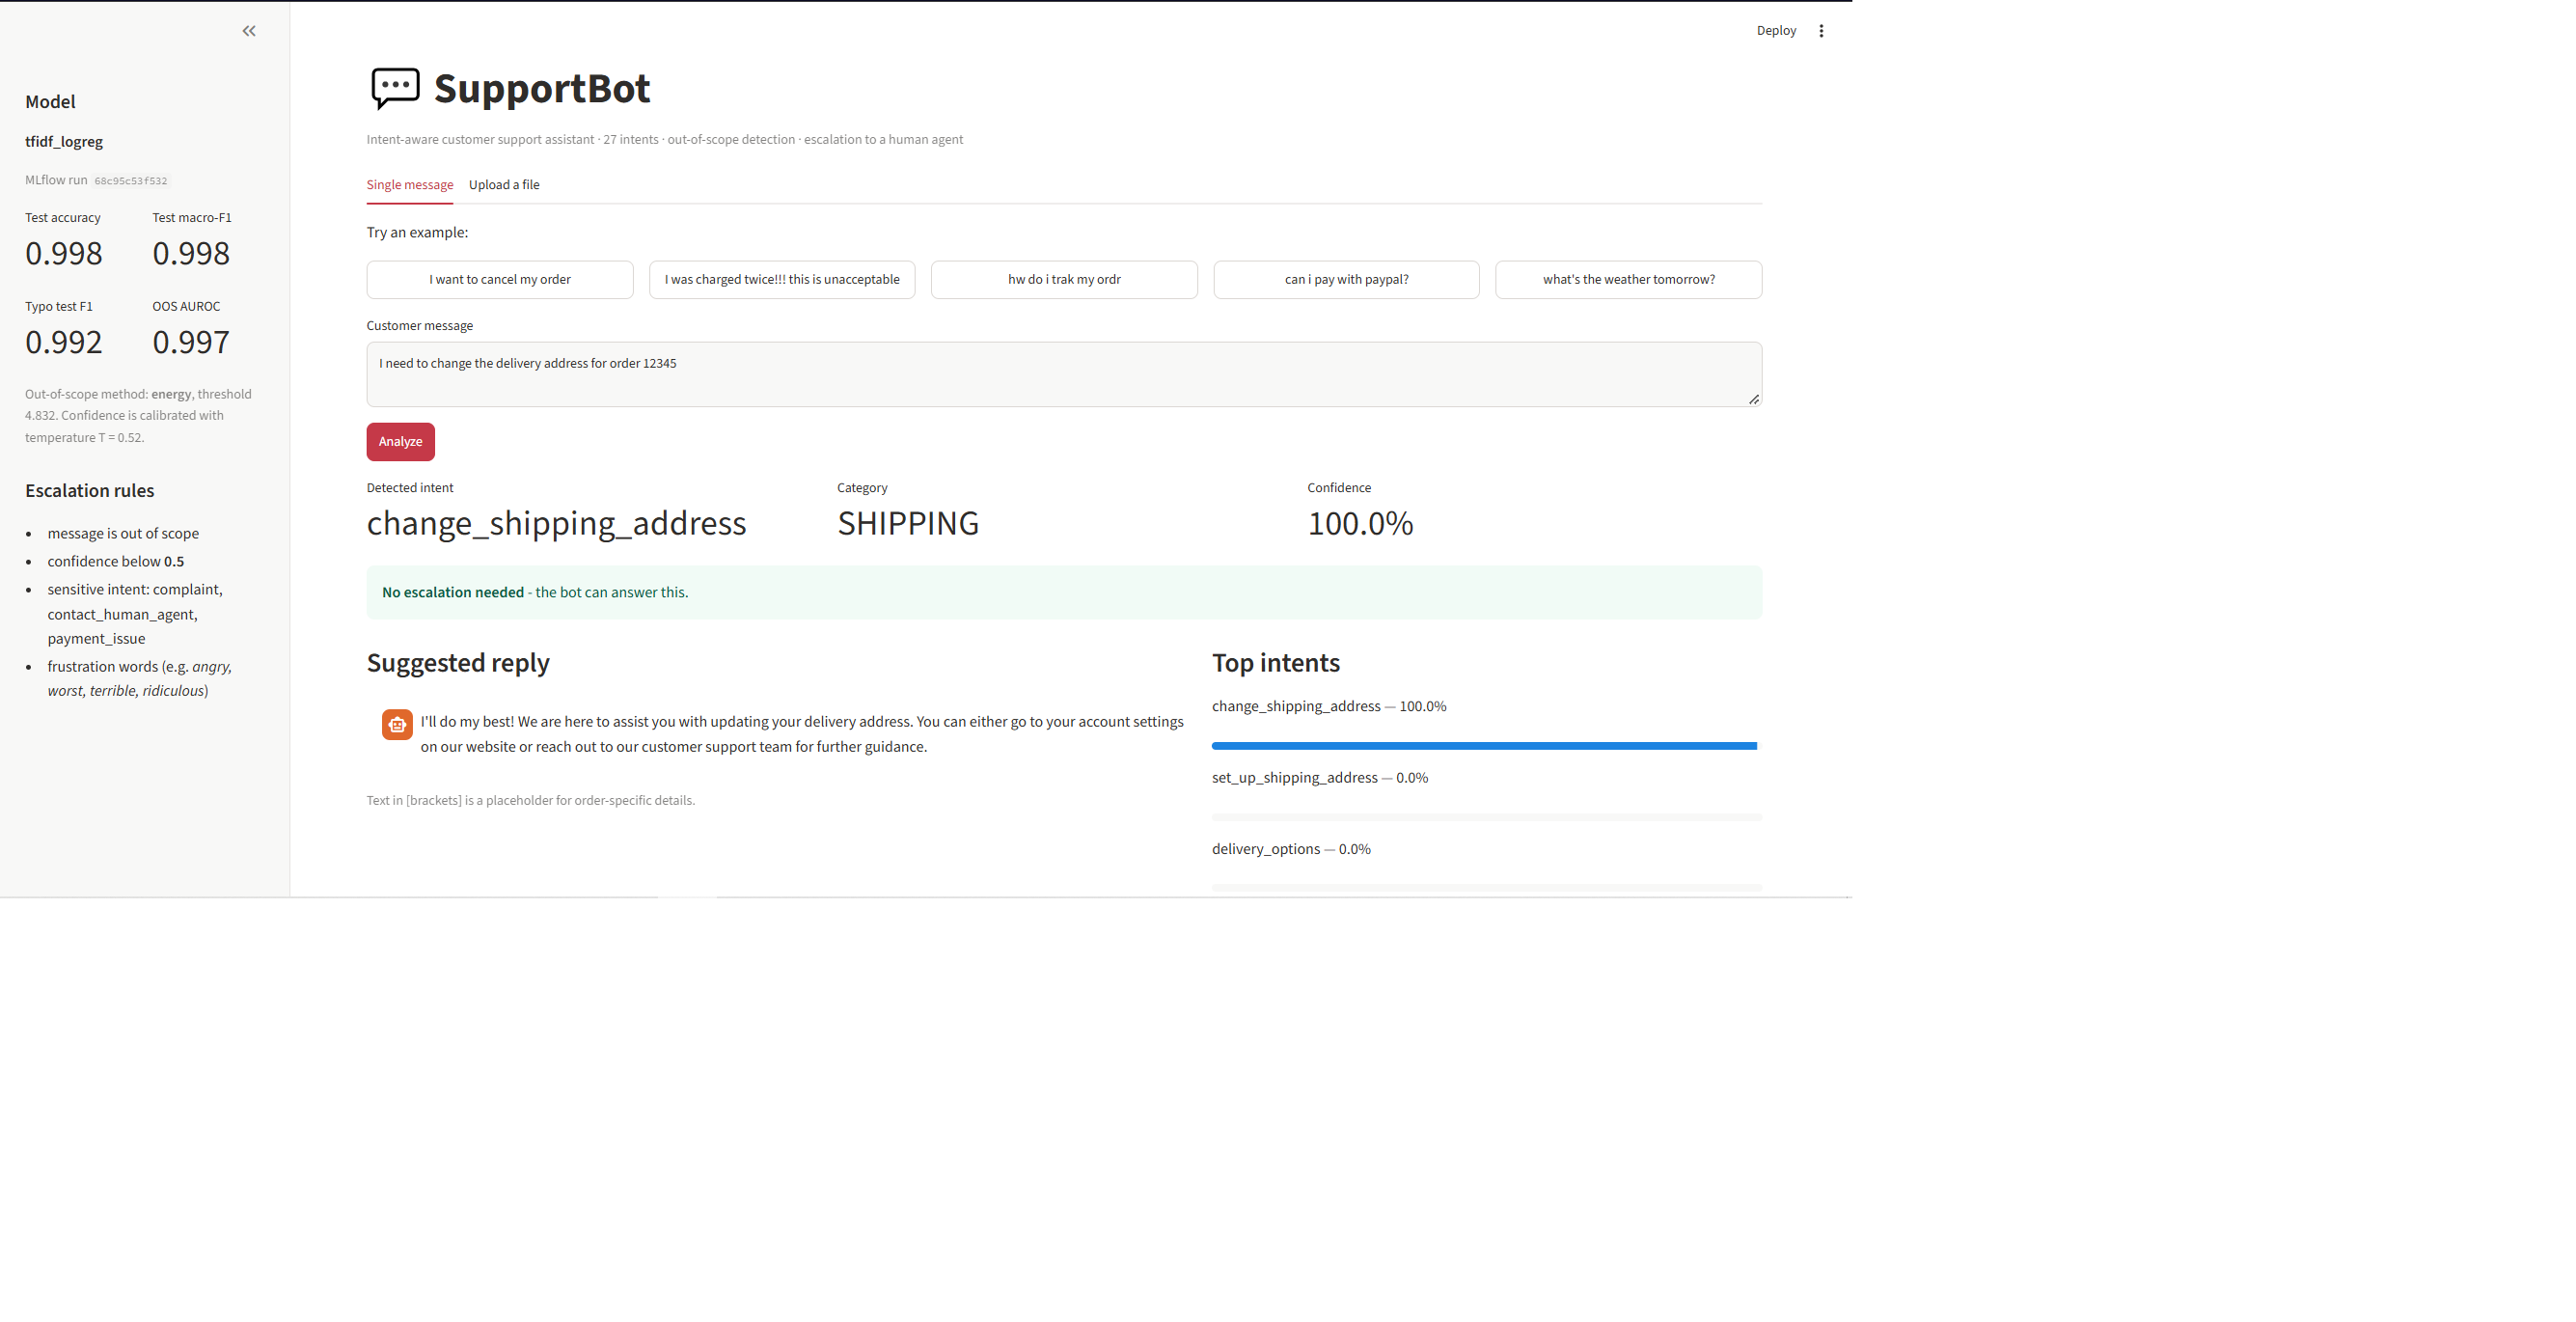 Deploy
Model
tfidf_logreg
MLflow run 68c95c53f532
Test accuracy
Test macro-F1
0.998
0.998
Typo test F1
OOS AUROC
0.992
0.997
Out-of-scope method: energy, threshold
4.832. Confidence is calibrated with
temperature T = 0.52.
Escalation rules
• message is out of scope
• confidence below 0.5
• sensitive intent: complaint,
contact_human_agent,
payment_issue
• frustration words (e.g. angry,
worst, terrible, ridiculous)
SupportBot
Intent-aware customer support assistant · 27 intents · out-of-scope detection · escalation to a human agent
Single message
Upload a file
Try an example:
I want to cancel my order
I was charged twice!!! this is unacceptable
hw do i trak my ordr
can i pay with paypal?
what's the weather tomorrow?
Customer message
I need to change the delivery address for order 12345
Analyze
Detected intent
Category
Confidence
change_shipping_address
SHIPPING
100.0%
No escalation needed - the bot can answer this.
Suggested reply
I'll do my best! We are here to assist you with updating your delivery address. You can either go to your account settings
on our website or reach out to our customer support team for further guidance.
Text in [brackets] is a placeholder for order-specific details.
Top intents
change_shipping_address — 100.0%
set_up_shipping_address — 0.0%
delivery_options — 0.0%